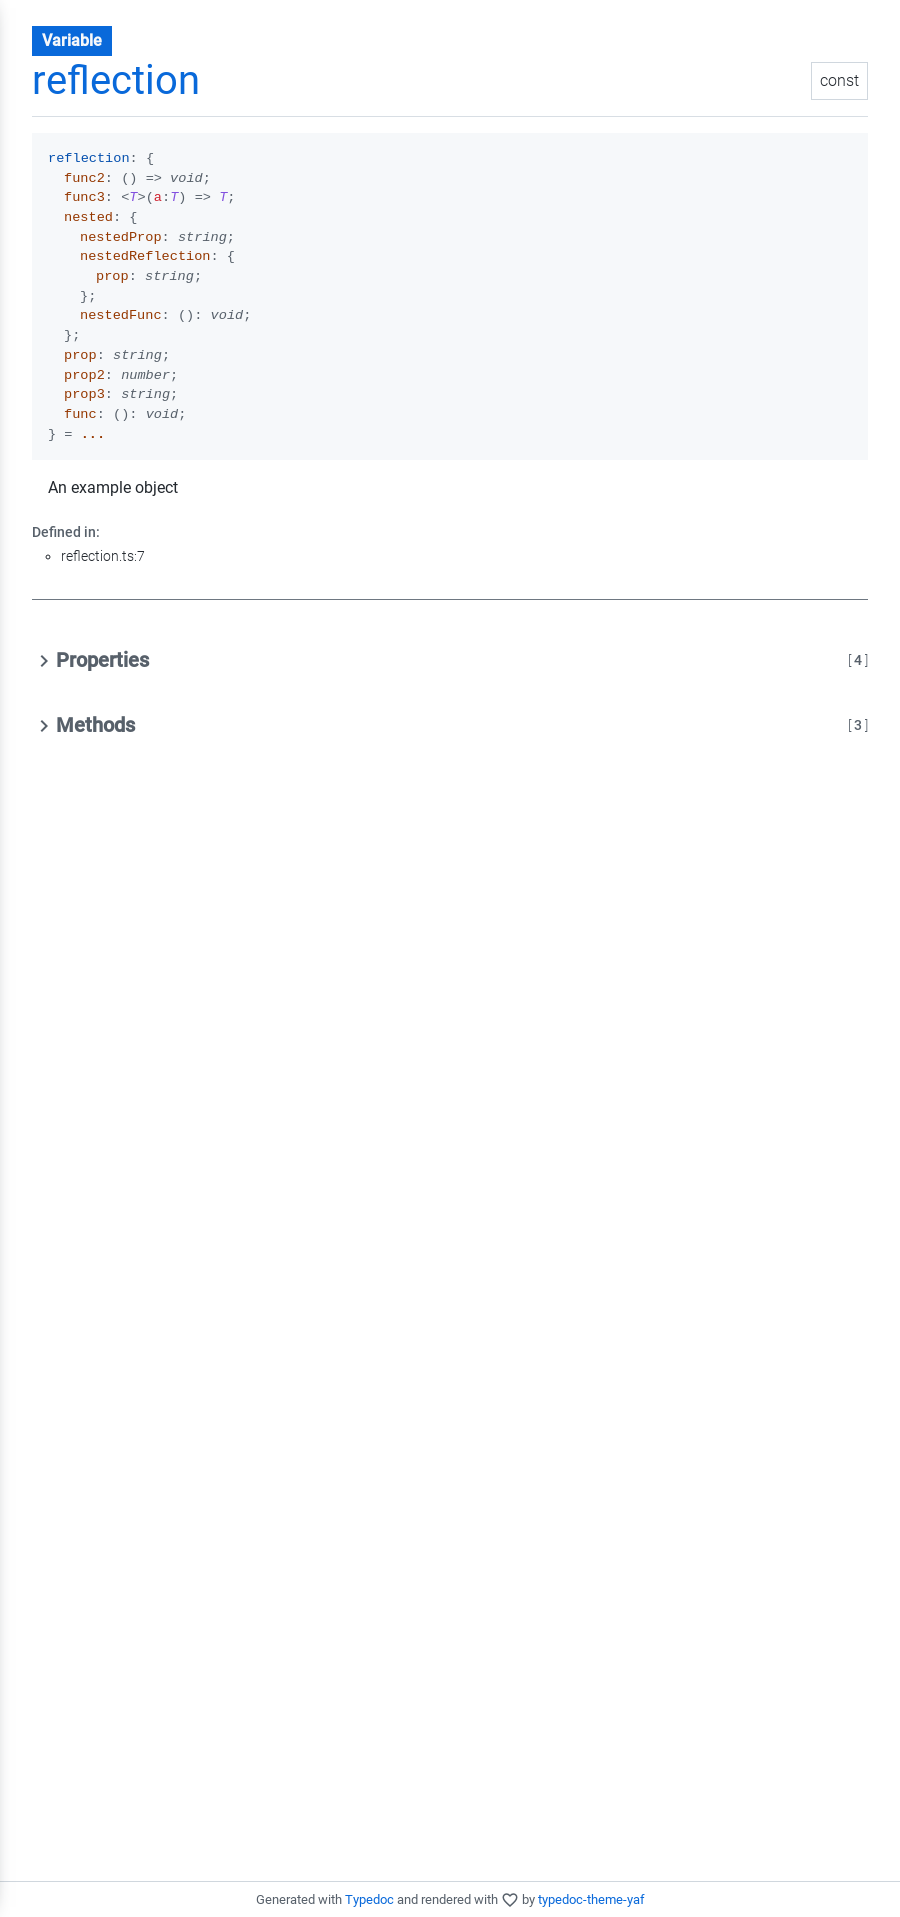 Variable
reflection
const
reflection: {
func2: () => void;
func3: <T>(a:T) => T;
nested: {
nestedProp: string;
nestedReflection: {
prop: string;
};
nestedFunc: (): void;
};
prop: string;
prop2: number;
prop3: string;
func: (): void;
} = ...
An example object
Defined in:
reflection.ts:7
Properties [ 4 ]
Methods [ 3 ]
Generated with Typedoc and rendered with by typedoc-theme-yaf